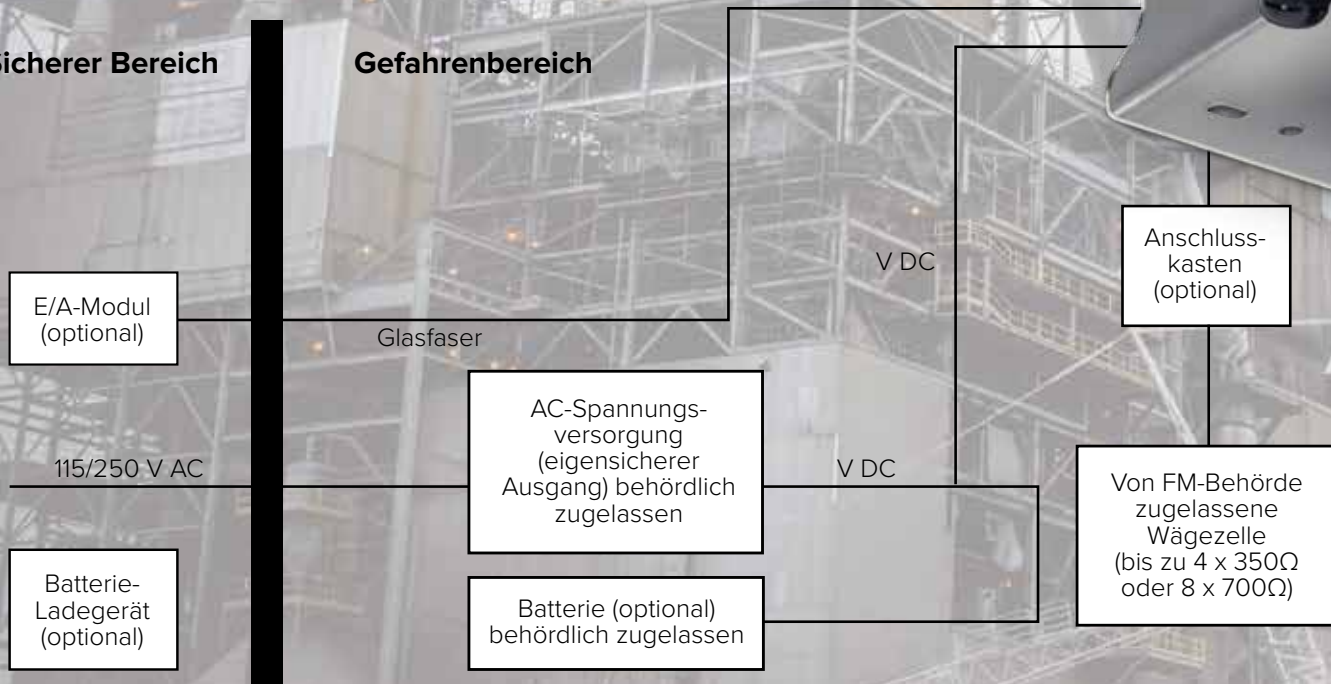 Sicherer Bereich
Gefahrenbereich
V DC
Anschluss-
kasten
(optional)
E/A-Modul
(optional)
Glasfaser
AC-Spannungs-
versorgung
(eigensicherer
Ausgang) behördlich
zugelassen
115/250 V AC
V DC
Von FM-Behörde
zugelassene
Wägezelle
(bis zu 4 x 350Ω
oder 8 x 700Ω)
Batterie-
Ladegerät
(optional)
Batterie (optional)
behördlich zugelassen